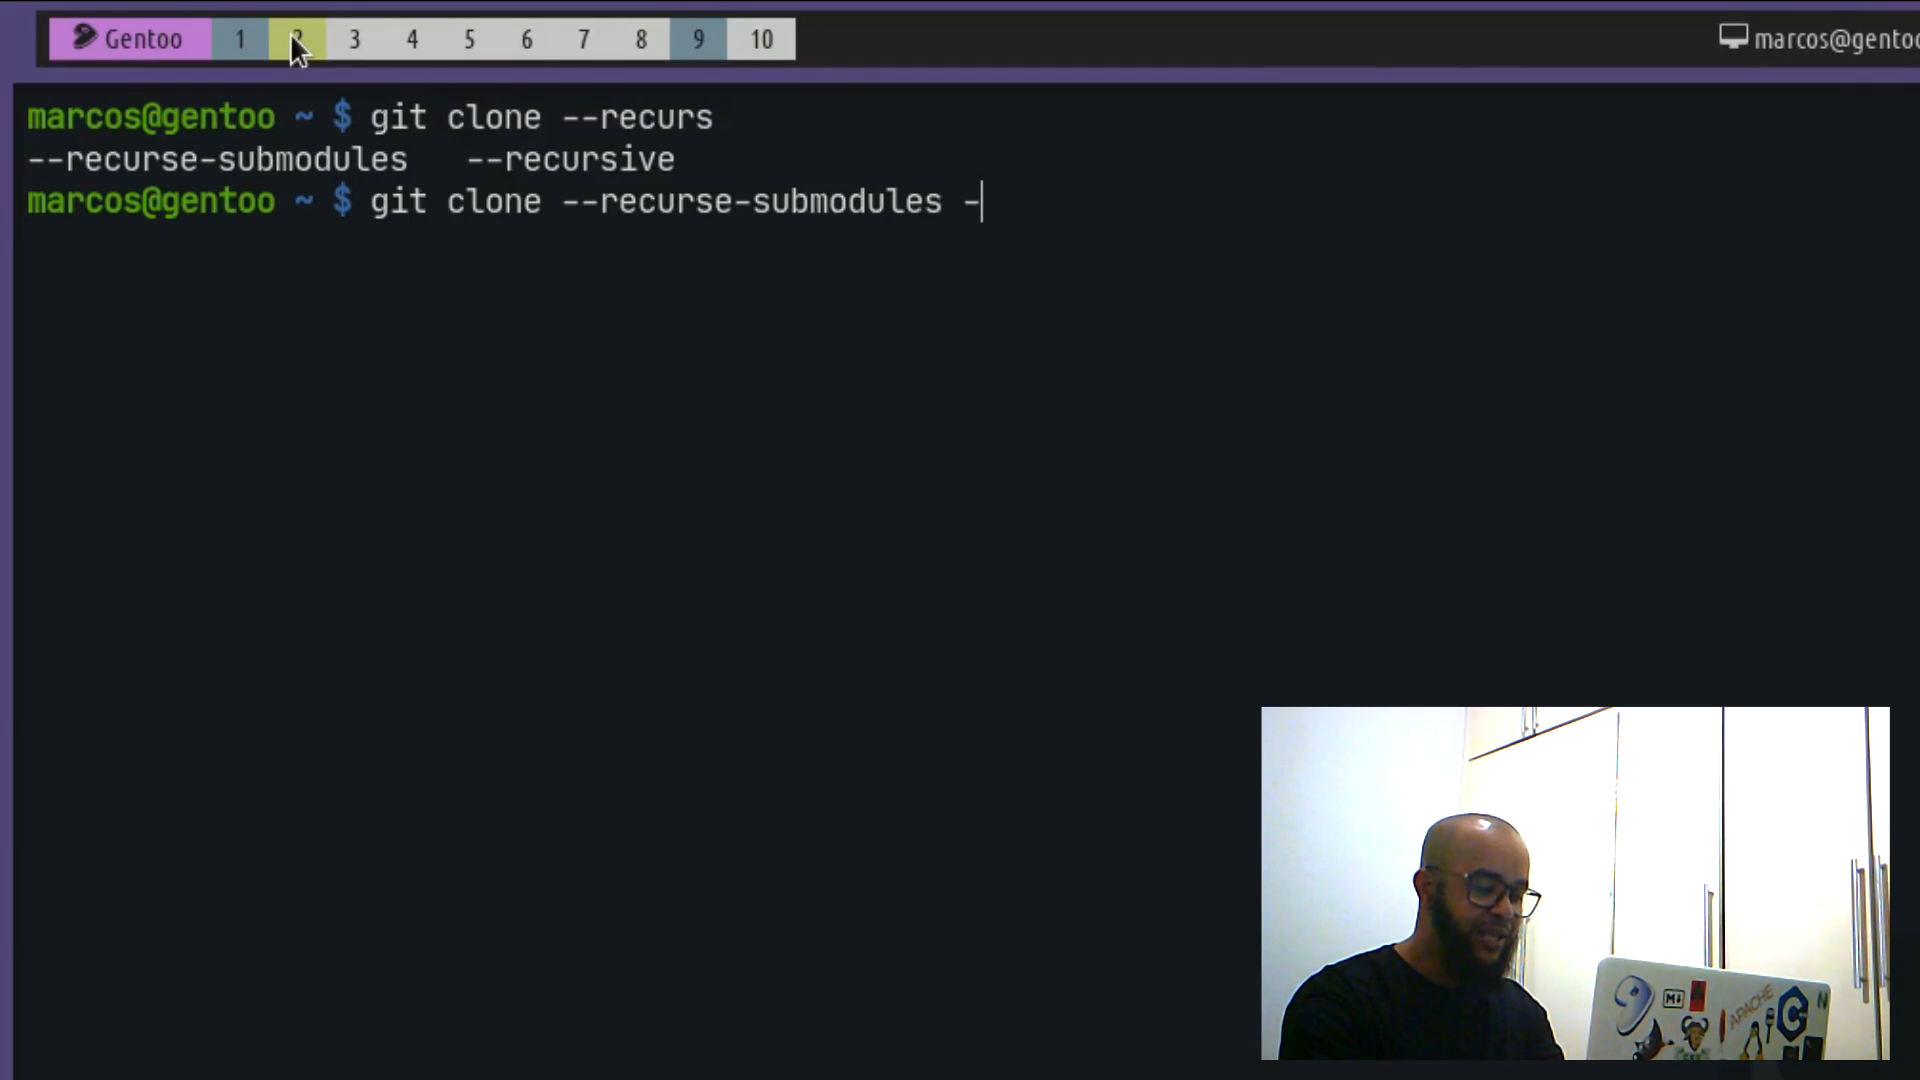 Gentoo 1 2 3 4 5 6 7 8 9 10 marcos@gentoo
marcos@gentoo ~ $ git clone --recurs
--recurse-submodules --recursive
marcos@gentoo ~ $ git clone --recurse-submodules -
M
APACHE
C
N